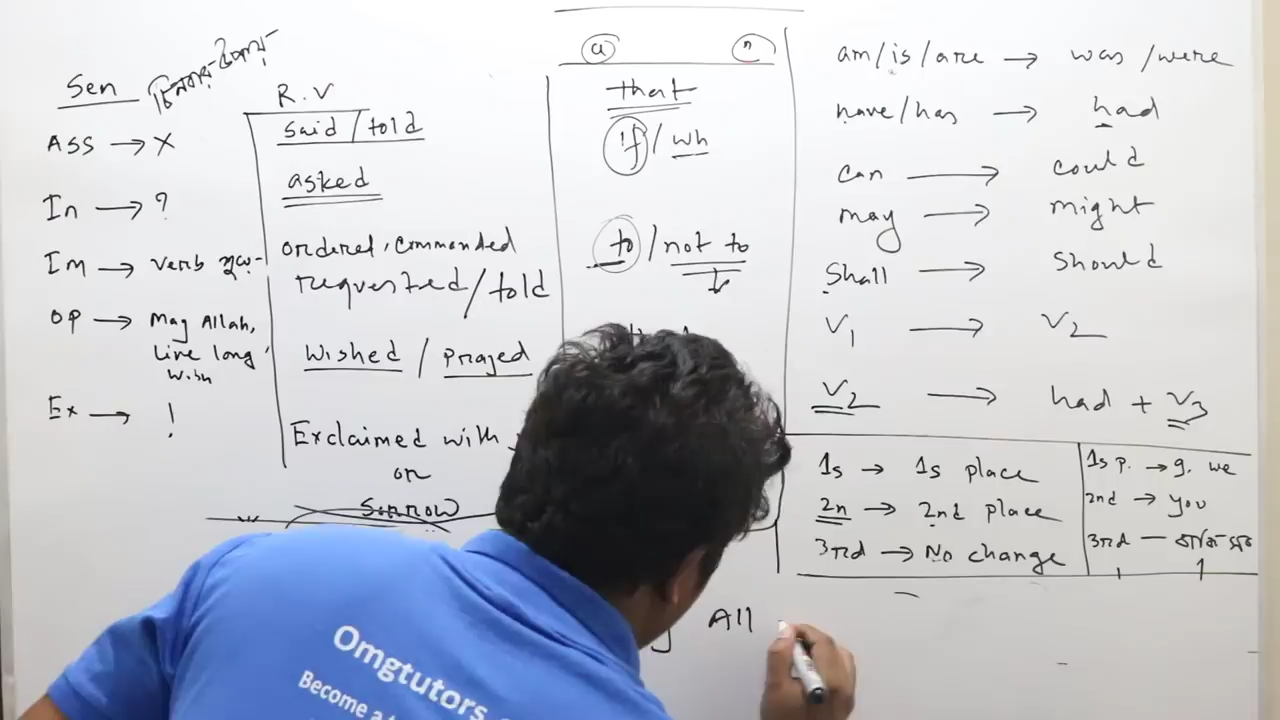 Sen চিনার উপায়
ASS → X
In → ?
Im → verb মূল-
OP → May Allah,
Live long,
Wish
Ex → !
R.V
Said/told
asked
ordered, commanded
requested/told
Wished / Prayed
Exclaimed with
or
Sorrow
that
if/wh
to/not to
am/is/are → was/were
have/has → had
can → could
may → might
Shall → Should
V1 → V2
V2 → had + V3
1s → 1s place
2n → 2nd place
3rd → No change
1s p. → I, we
2nd → you
3rd —
All
Omgtutors
Become a